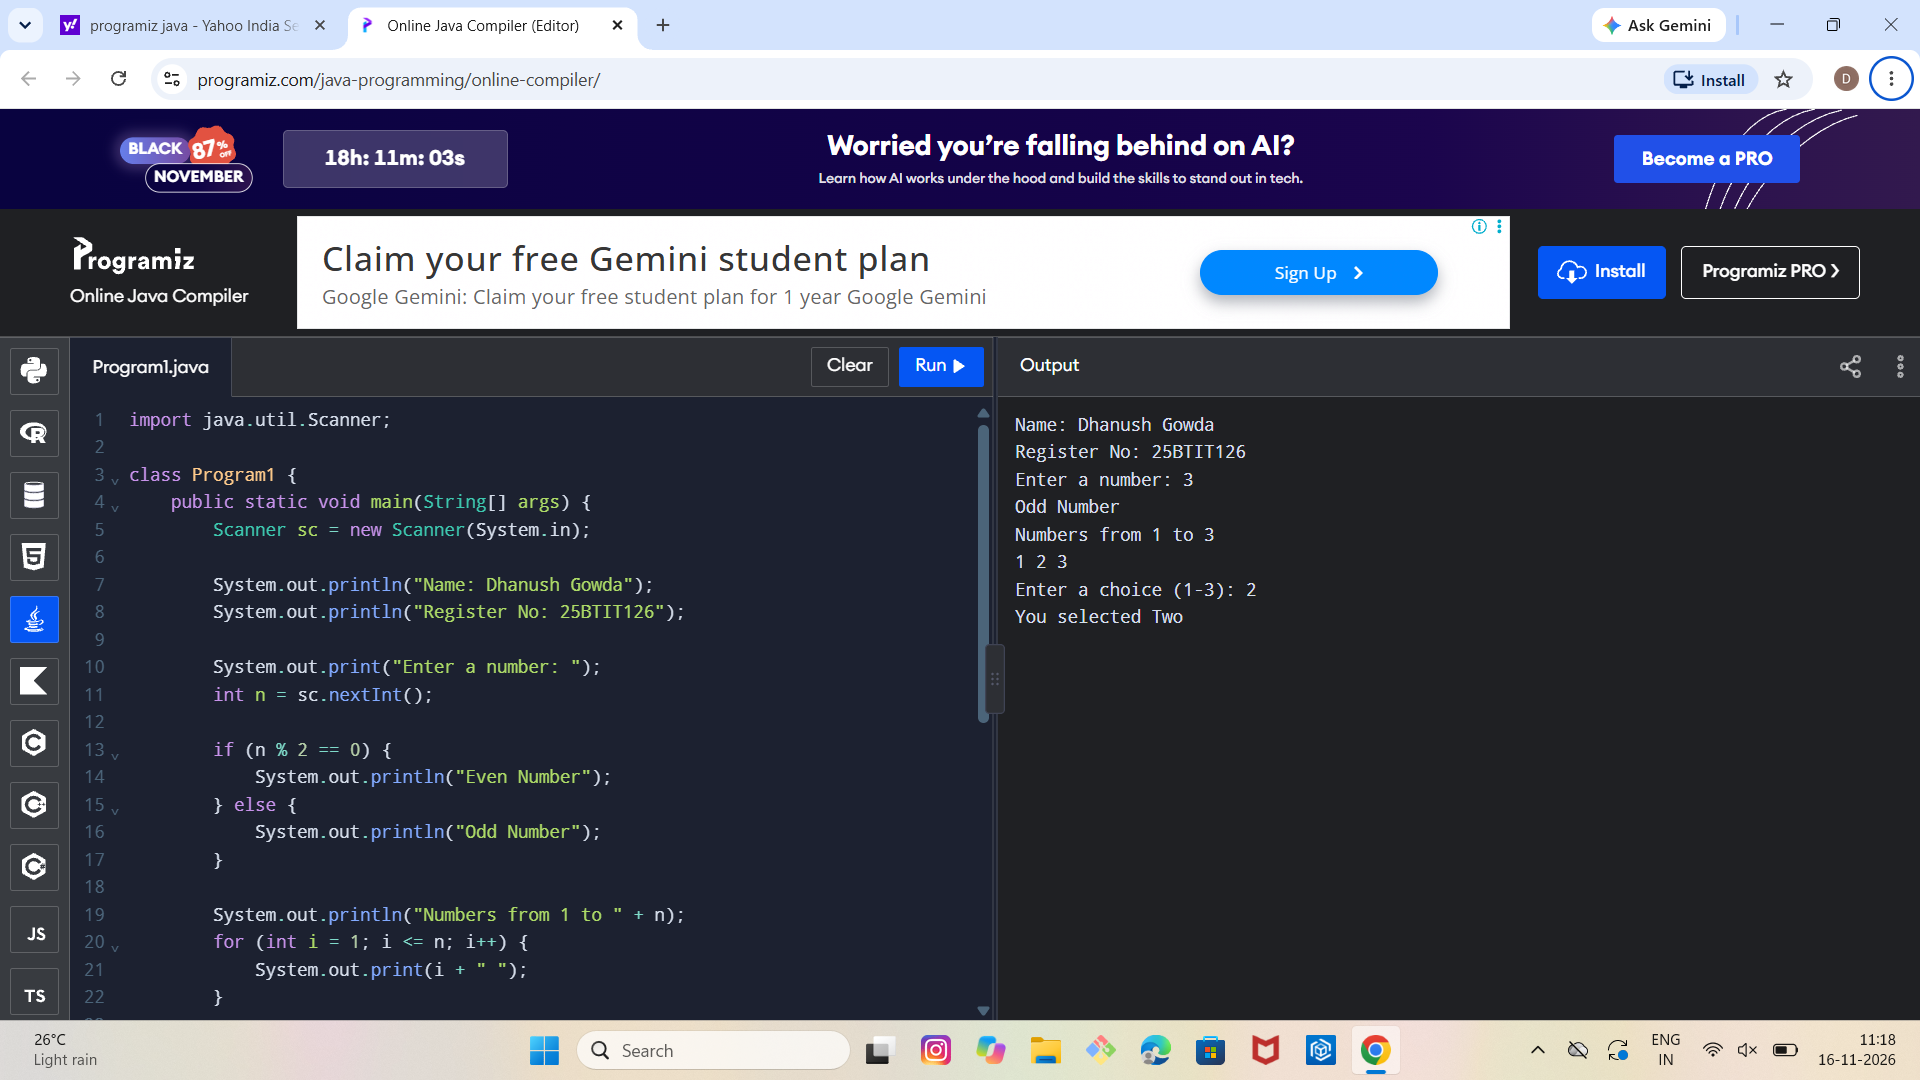 programiz java - Yahoo India Se
Online Java Compiler (Editor)
Ask Gemini
programiz.com/java-programming/online-compiler/
Install
D
BLACK 87% OFF
NOVEMBER
18h: 11m: 03s
Worried you’re falling behind on AI?
Learn how AI works under the hood and build the skills to stand out in tech.
Become a PRO
Programiz
Online Java Compiler
Claim your free Gemini student plan
Google Gemini: Claim your free student plan for 1 year Google Gemini
Sign Up
Install
Programiz PRO
Program1.java
Clear
Run
Output
1 import java.util.Scanner;
2
3 class Program1 {
4 public static void main(String[] args) {
5 Scanner sc = new Scanner(System.in);
6
7 System.out.println("Name: Dhanush Gowda");
8 System.out.println("Register No: 25BTIT126");
9
10 System.out.print("Enter a number: ");
11 int n = sc.nextInt();
12
13 if (n % 2 == 0) {
14 System.out.println("Even Number");
15 } else {
16 System.out.println("Odd Number");
17 }
18
19 System.out.println("Numbers from 1 to " + n);
20 for (int i = 1; i <= n; i++) {
21 System.out.print(i + " ");
22 }
Name: Dhanush Gowda
Register No: 25BTIT126
Enter a number: 3
Odd Number
Numbers from 1 to 3
1 2 3
Enter a choice (1-3): 2
You selected Two
JS
TS
26°C
Light rain
Search
ENG
IN
11:18
16-11-2026